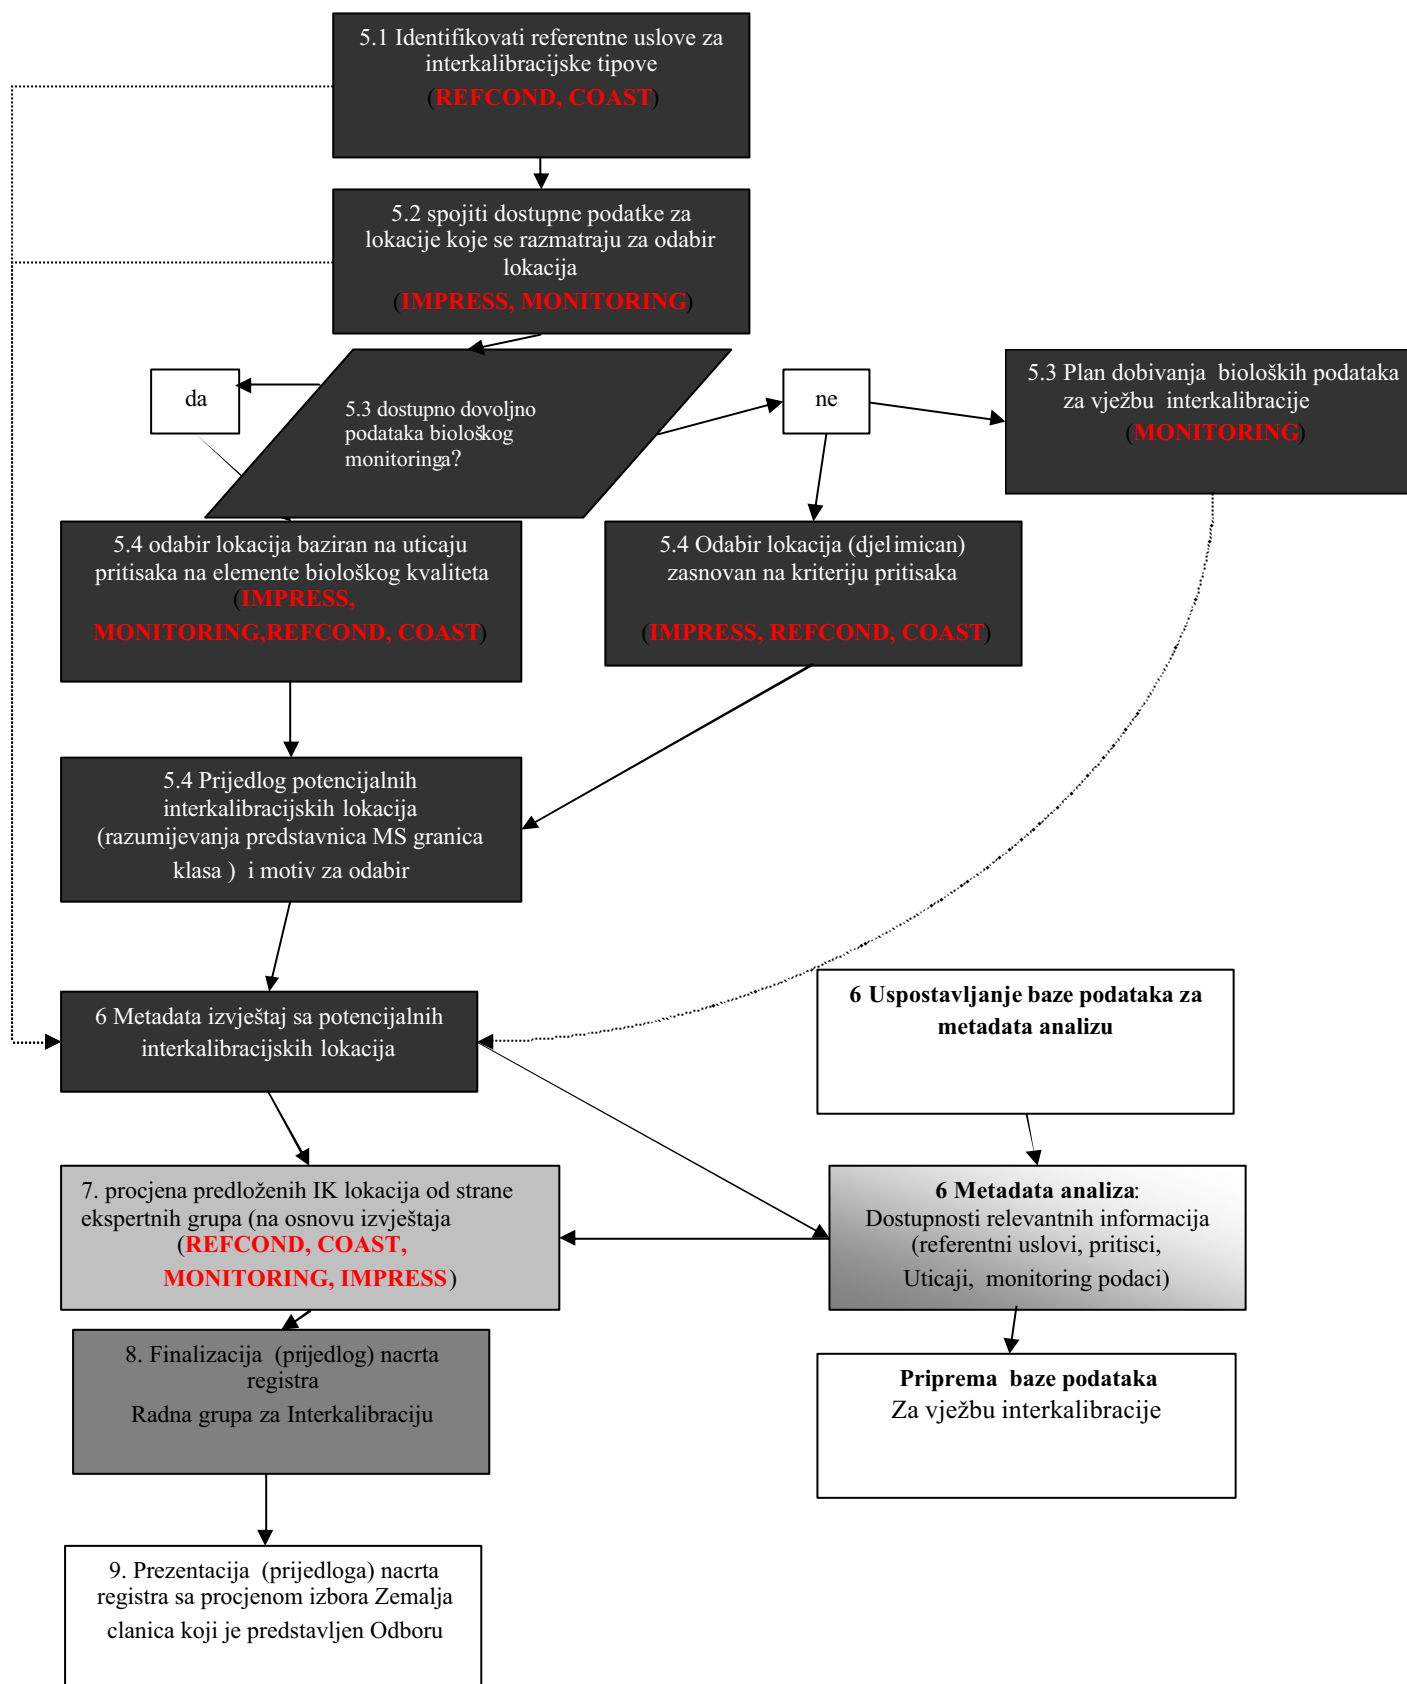 5.1 Identifikovati referentne uslove za
interkalibracijske tipove
(REFCOND, COAST)
5.2 spojiti dostupne podatke za
lokacije koje se razmatraju za odabir
lokacija
(IMPRESS, MONITORING)
da
5.3 dostupno dovoljno
podataka biološkog
monitoringa?
ne
5.3 Plan dobivanja bioloških podataka
za vježbu interkalibracije
(MONITORING)
5.4 odabir lokacija baziran na uticaju
pritisaka na elemente biološkog kvaliteta
(IMPRESS,
MONITORING,REFCOND, COAST)
5.4 Odabir lokacija (djelimican)
zasnovan na kriteriju pritisaka
(IMPRESS, REFCOND, COAST)
5.4 Prijedlog potencijalnih
interkalibracijskih lokacija
(razumijevanja predstavnica MS granica
klasa ) i motiv za odabir
6 Metadata izvještaj sa potencijalnih
interkalibracijskih lokacija
6 Uspostavljanje baze podataka za
metadata analizu
7. procjena predloženih IK lokacija od strane
ekspertnih grupa (na osnovu izvještaja
(REFCOND, COAST,
MONITORING, IMPRESS)
6 Metadata analiza:
Dostupnosti relevantnih informacija
(referentni uslovi, pritisci,
Uticaji, monitoring podaci)
8. Finalizacija (prijedlog) nacrta
registra
Radna grupa za Interkalibraciju
Priprema baze podataka
Za vježbu interkalibracije
9. Prezentacija (prijedloga) nacrta
registra sa procjenom izbora Zemalja
clanica koji je predstavljen Odboru